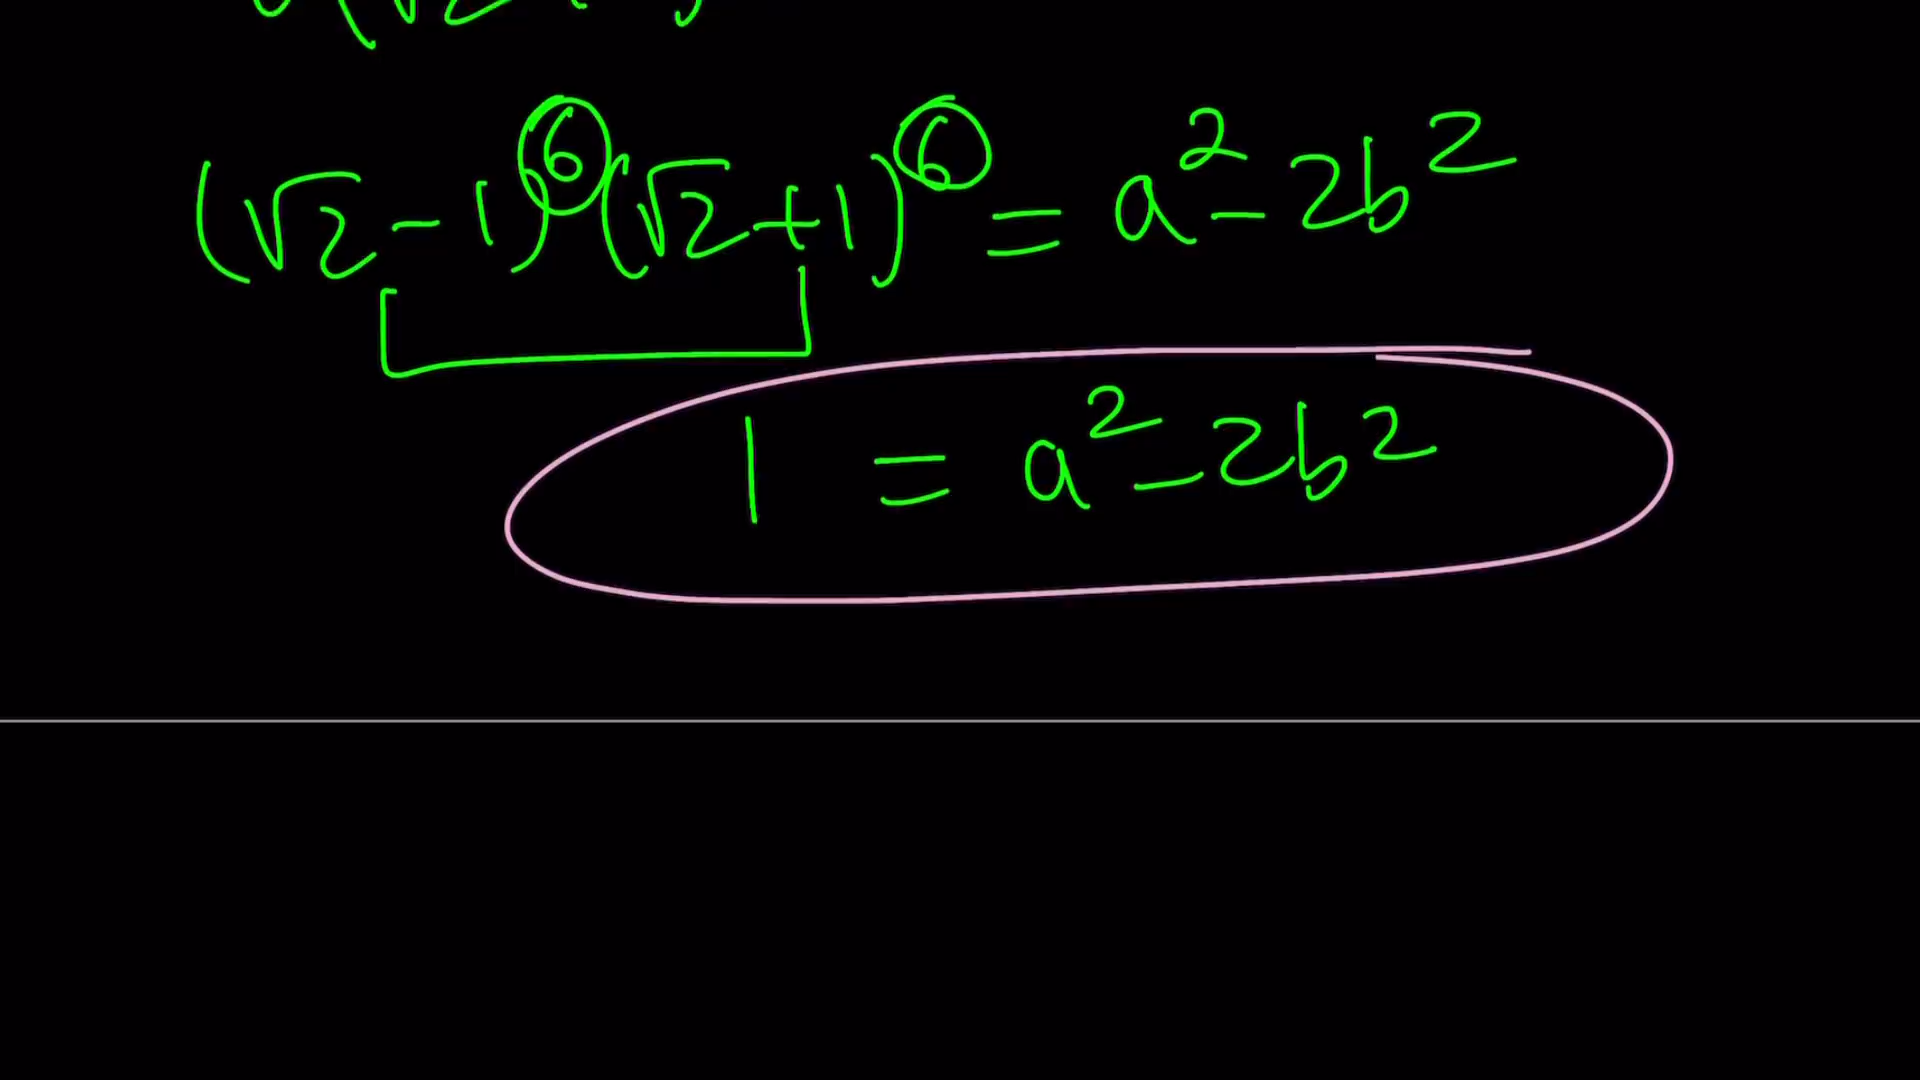 (√2-1)⁶(√2+1)⁶ = a²-2b²
1 = a²-2b²